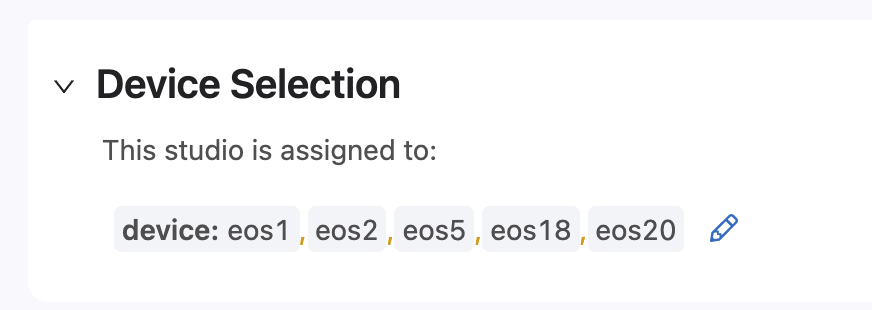 Device Selection
This studio is assigned to:
device: eos1, eos2, eos5, eos18, eos20